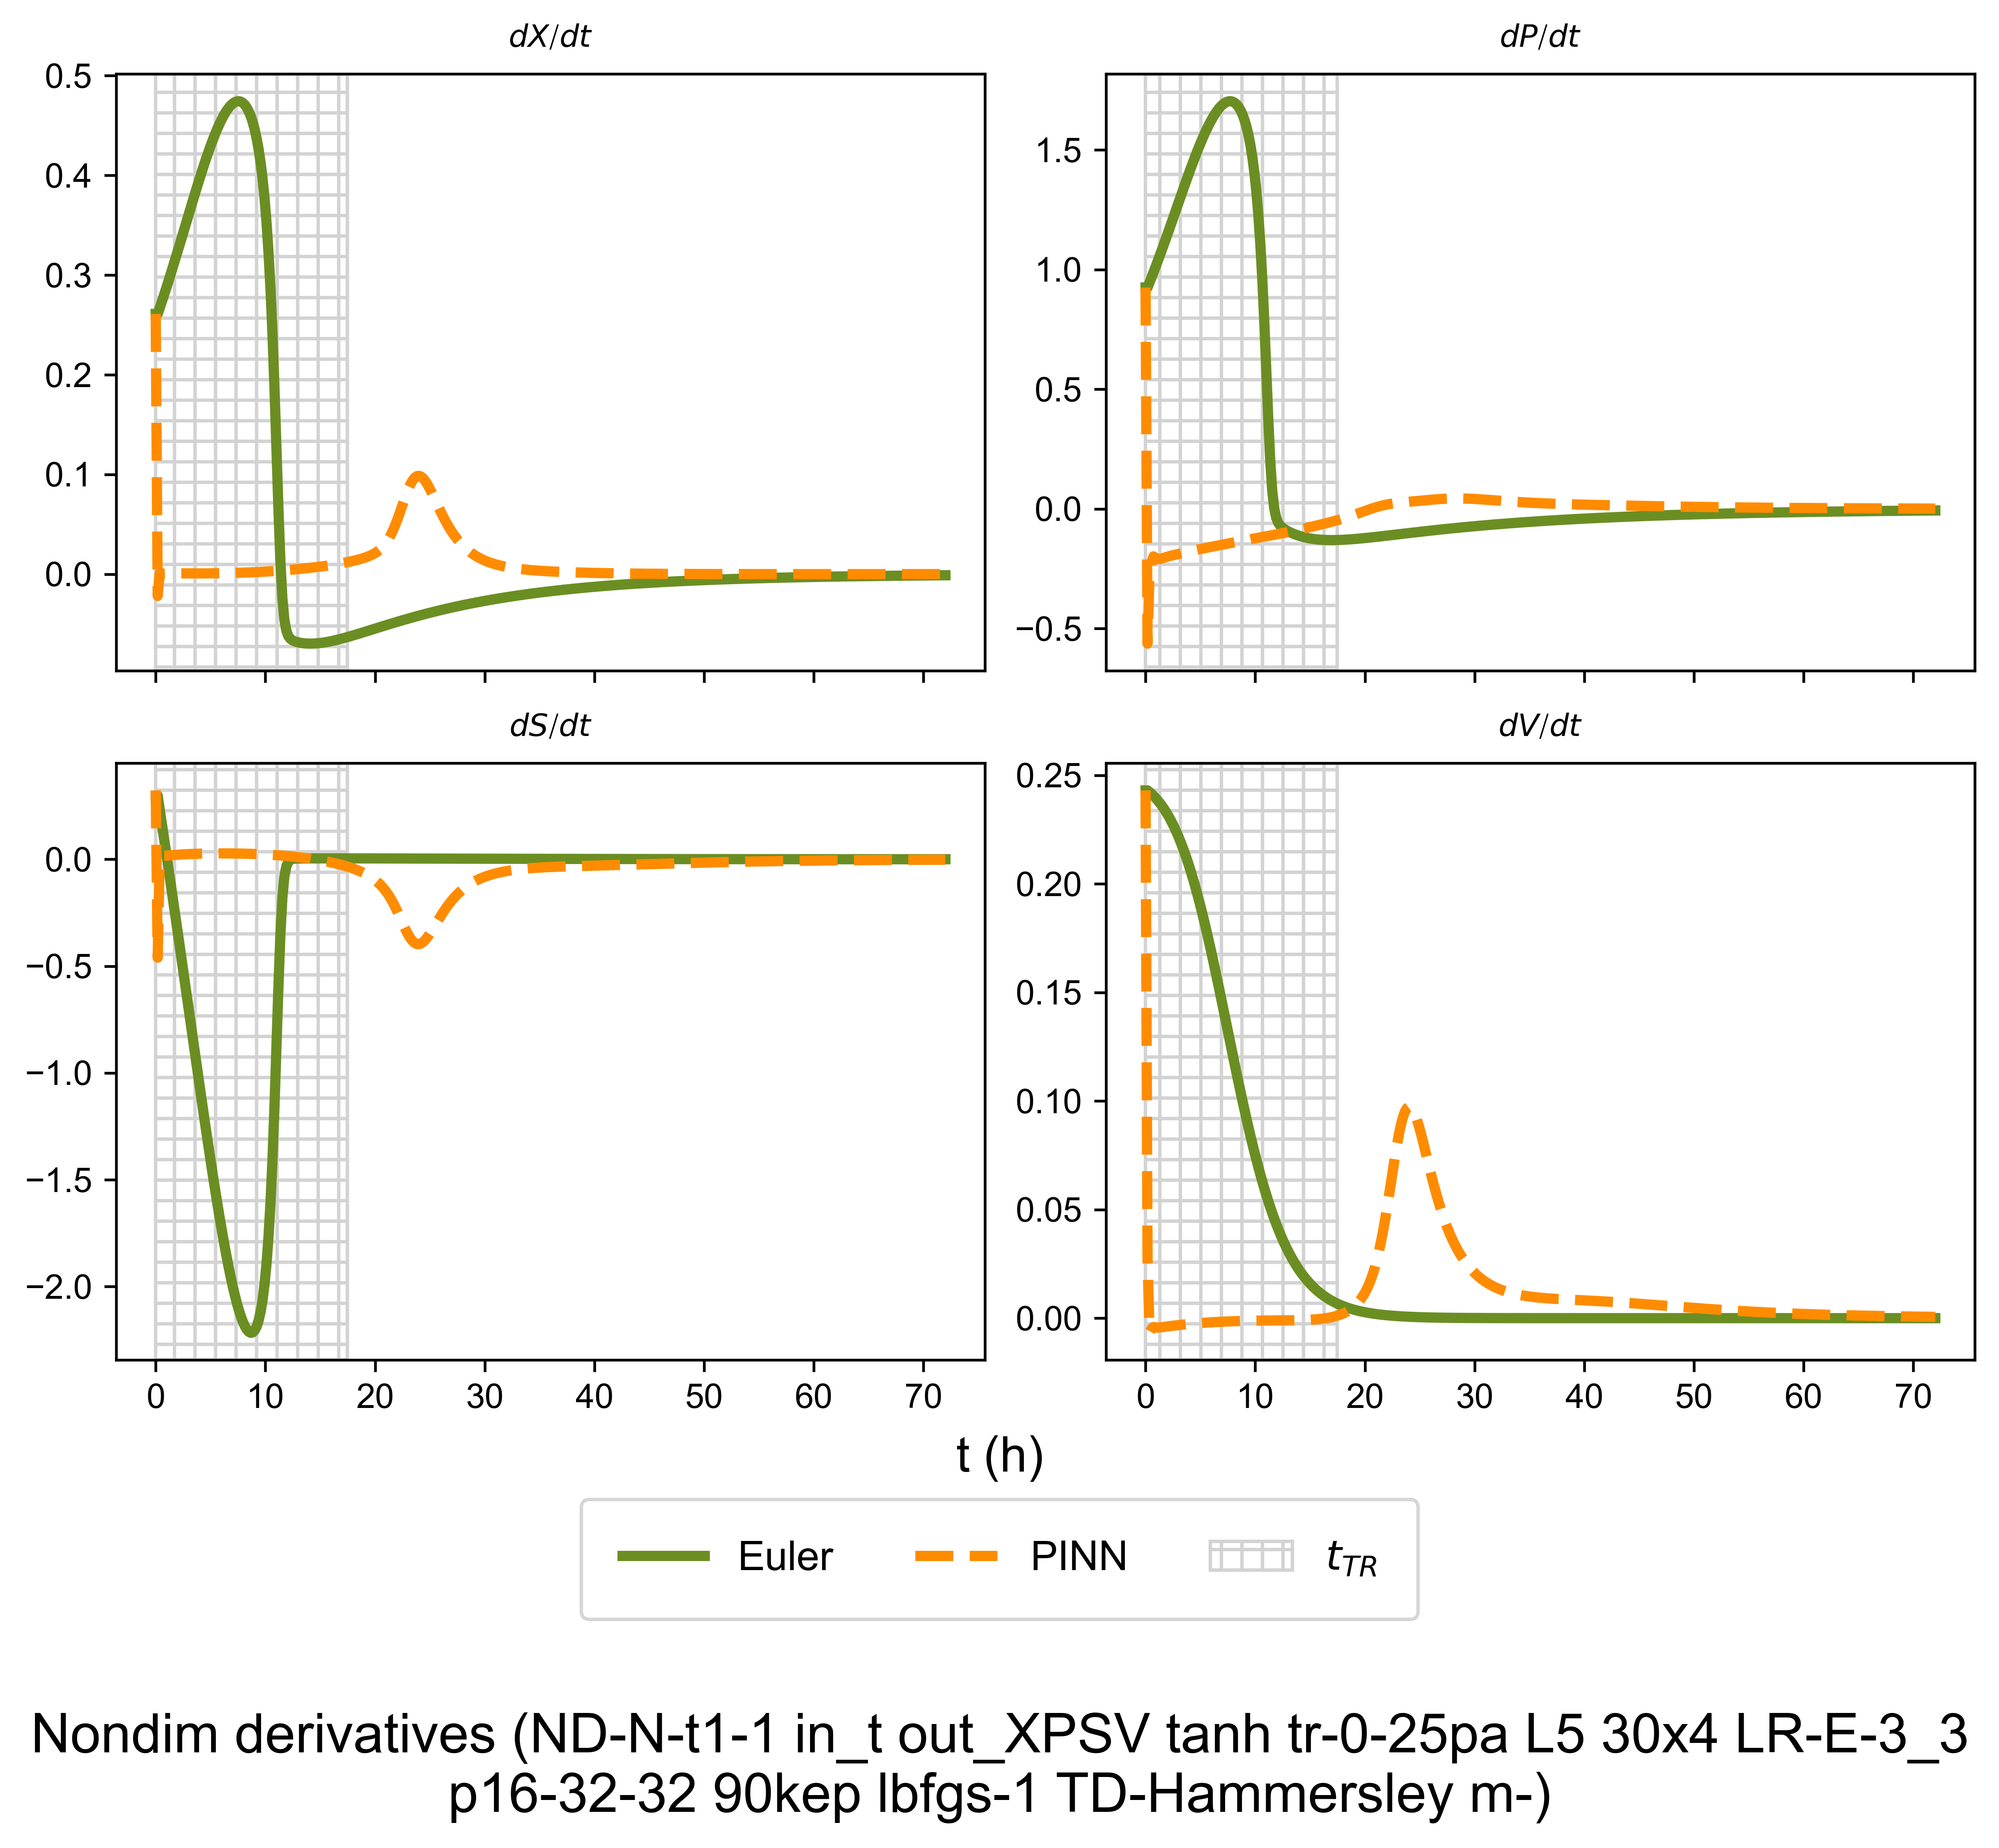 dX/dt
dP/dt
0.5
0.4
0.3
0.2
0.1
0.0
1.5
1.0
0.5
0.0
−0.5
dS/dt
dV/dt
0.0
−0.5
−1.0
−1.5
−2.0
0 10 20 30 40 50 60 70
0.25
0.20
0.15
0.10
0.05
0.00
0 10 20 30 40 50 60 70
t (h)
Euler PINN t_TR
Nondim derivatives (ND-N-t1-1 in_t out_XPSV tanh tr-0-25pa L5 30x4 LR-E-3_3
p16-32-32 90kep lbfgs-1 TD-Hammersley m-)